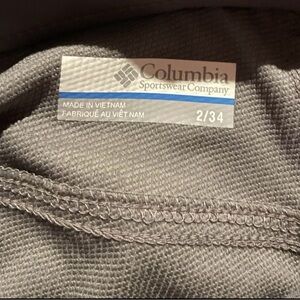 Columbia
Sportswear Company
MADE IN VIETNAM
FABRIQUÉ AU VIÊT NAM
2/34